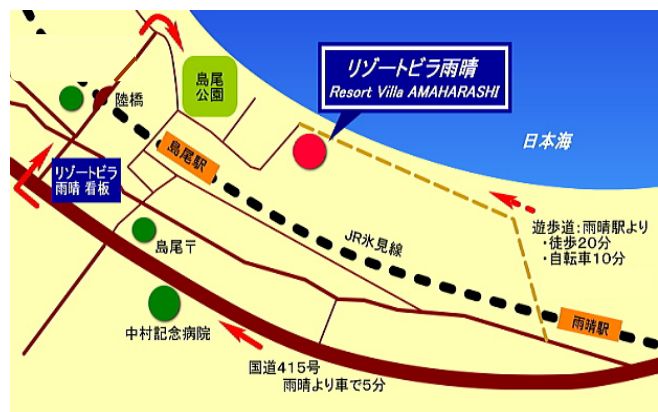 リゾートビラ雨晴
Resort Villa AMAHARASHI
島尾
公園
陸橋
日本海
島尾駅
リゾートビラ
雨晴 看板
遊歩道:雨晴駅より
・徒歩20分
・自転車10分
島尾〒
JR氷見線
雨晴駅
中村記念病院
国道415号
雨晴より車で5分